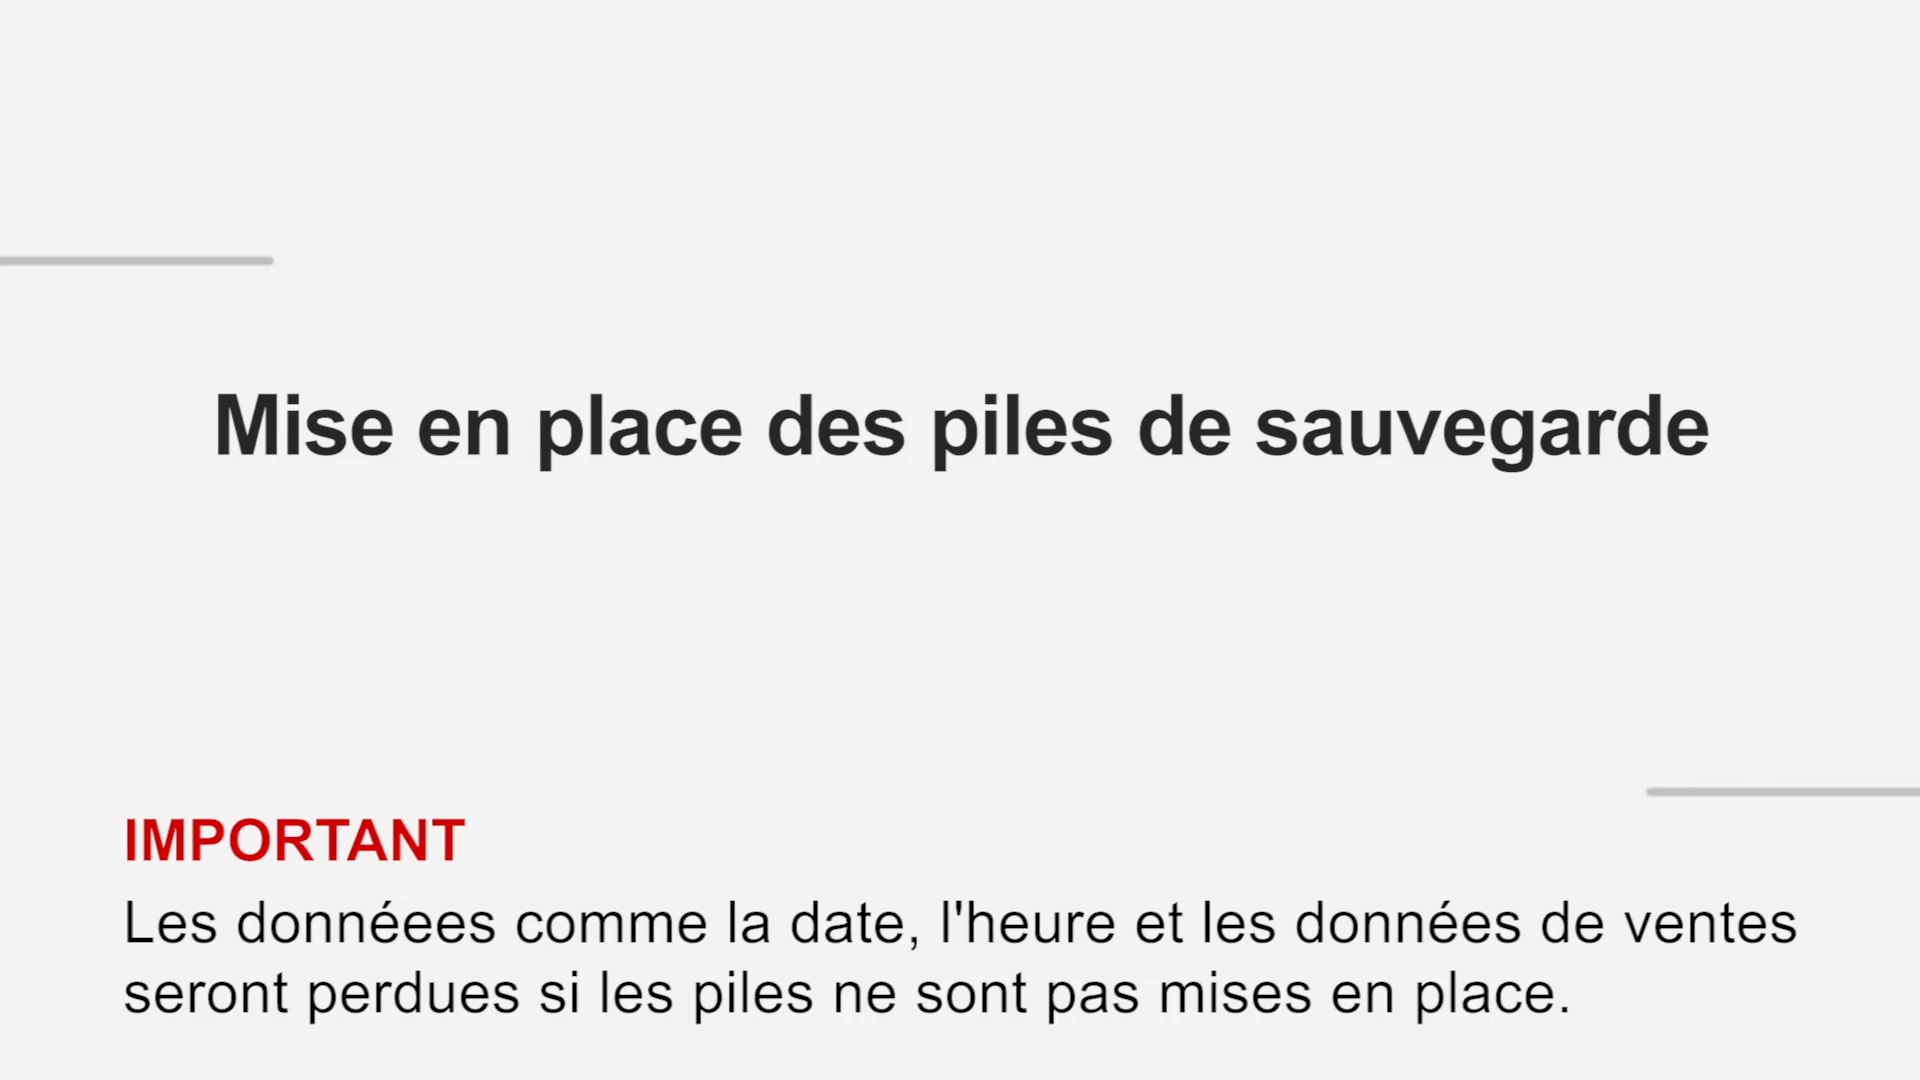 Mise en place des piles de sauvegarde
IMPORTANT
Les donnéees comme la date, l'heure et les données de ventes
seront perdues si les piles ne sont pas mises en place.